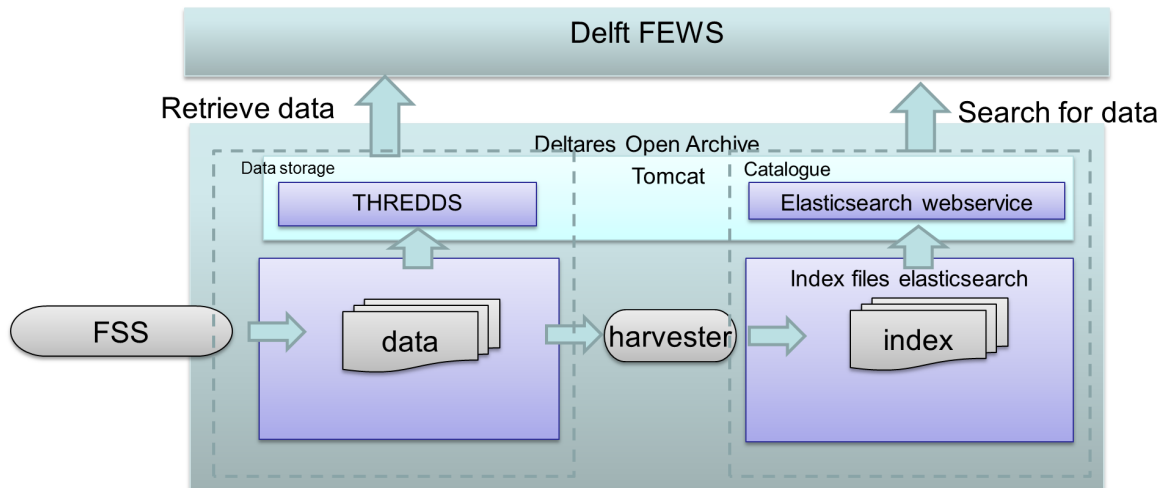 Delft FEWS
Retrieve data
Search for data
Deltares Open Archive
Data storage
Tomcat
Catalogue
THREDDS
Elasticsearch webservice
Index files elasticsearch
FSS
data
harvester
index